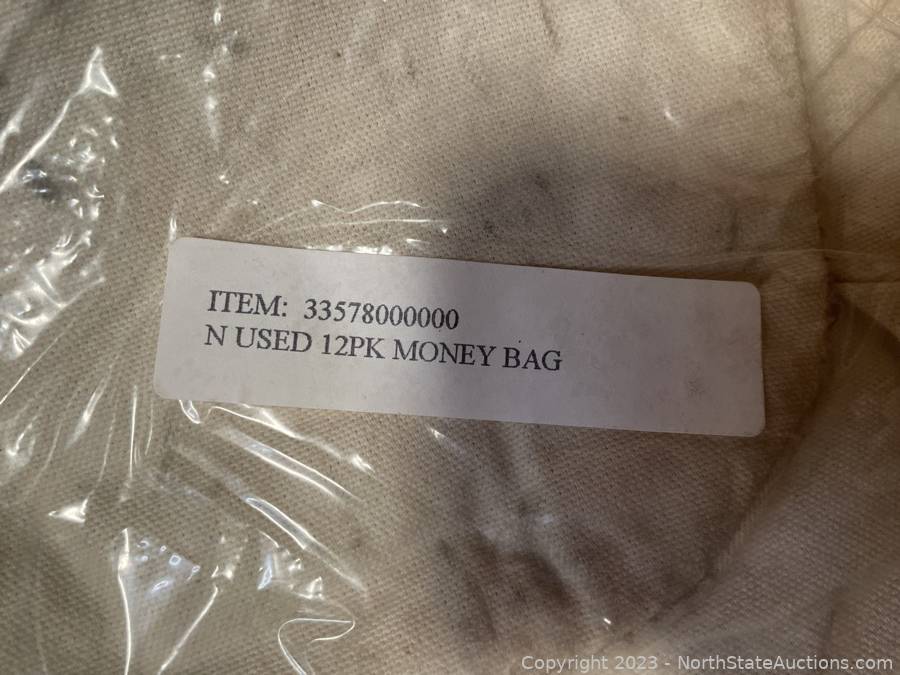 ITEM: 33578000000
N USED 12PK MONEY BAG
Copyright © 2023 - NorthStateAuctions.com